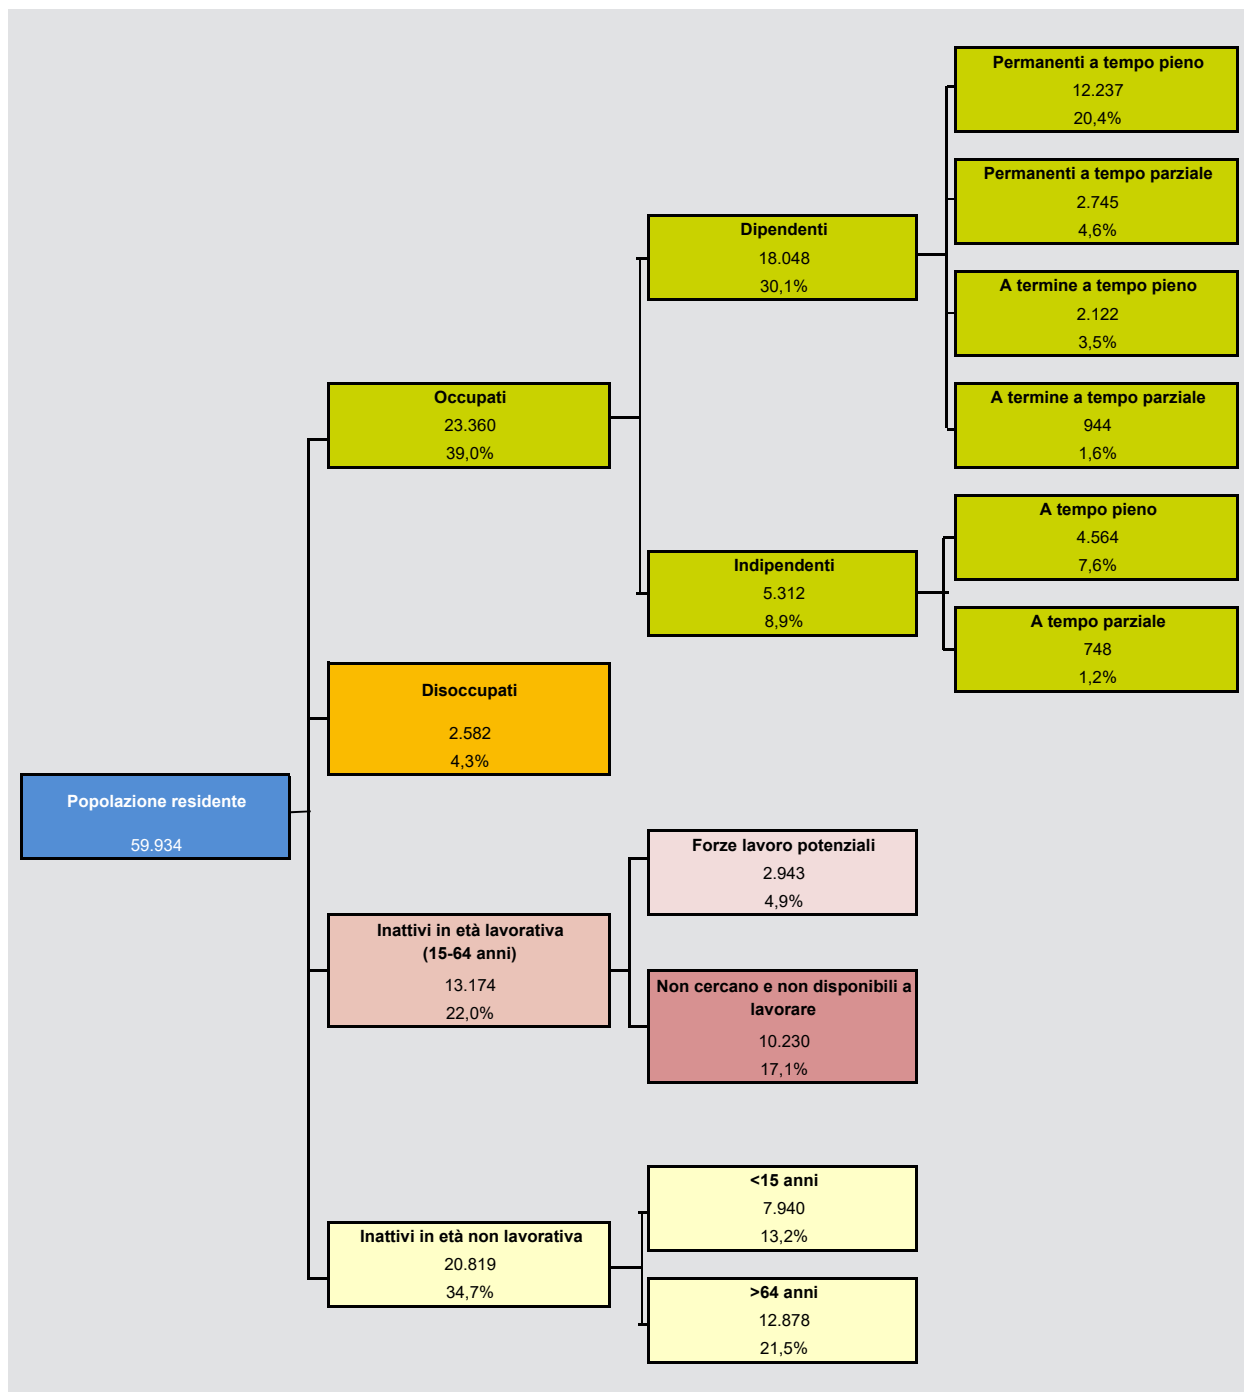 Popolazione residente
59.934
Occupati
23.360
39,0%
Dipendenti
18.048
30,1%
Permanenti a tempo pieno
12.237
20,4%
Permanenti a tempo parziale
2.745
4,6%
A termine a tempo pieno
2.122
3,5%
A termine a tempo parziale
944
1,6%
Indipendenti
5.312
8,9%
A tempo pieno
4.564
7,6%
A tempo parziale
748
1,2%
Disoccupati
2.582
4,3%
Inattivi in età lavorativa
(15-64 anni)
13.174
22,0%
Forze lavoro potenziali
2.943
4,9%
Non cercano e non disponibili a
lavorare
10.230
17,1%
Inattivi in età non lavorativa
20.819
34,7%
<15 anni
7.940
13,2%
>64 anni
12.878
21,5%